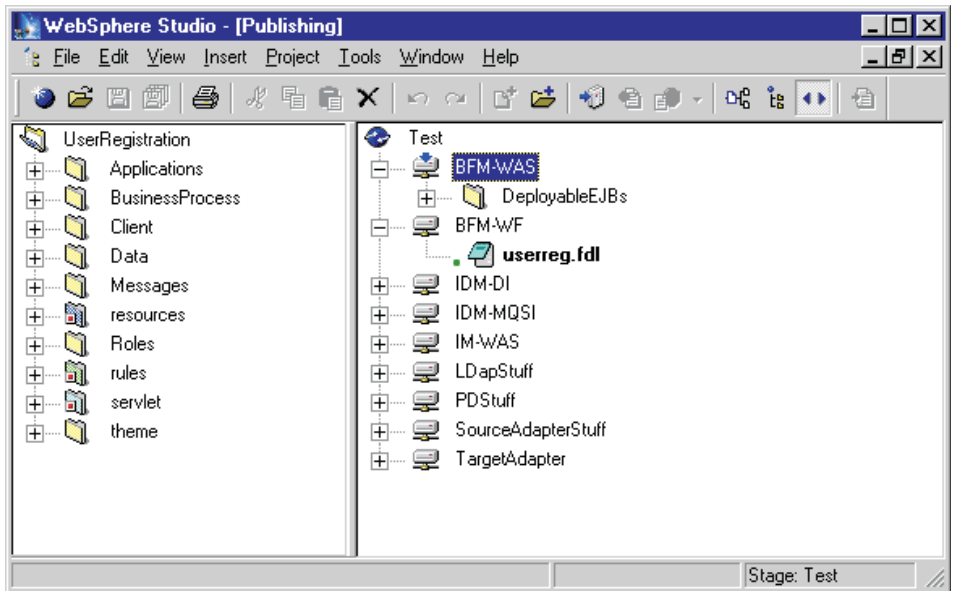 WebSphere Studio - [Publishing]
File Edit View Insert Project Tools Window Help
UserRegistration
Applications
BusinessProcess
Client
Data
Messages
resources
Roles
rules
servlet
theme
Test
BFM-WAS
DeployableEJBs
BFM-WF
userreg.fdl
IDM-DI
IDM-MQSI
IM-WAS
LDapStuff
PDStuff
SourceAdapterStuff
TargetAdapter
Stage: Test